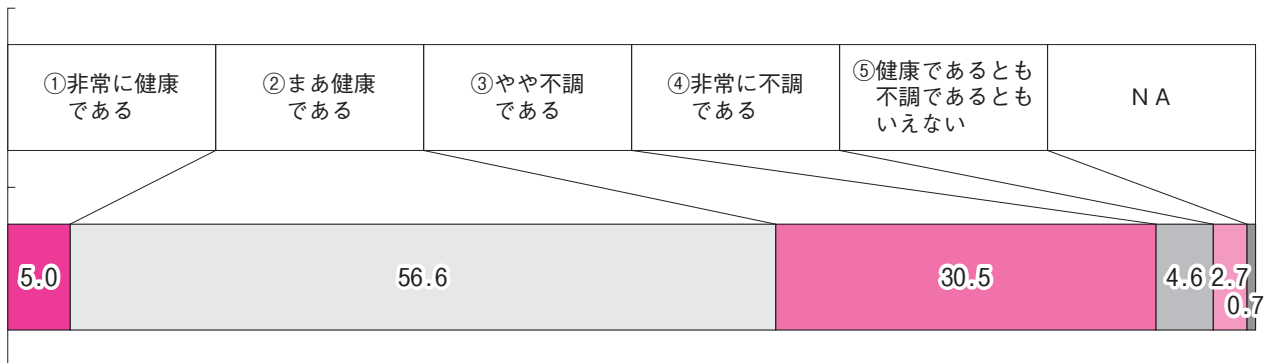 ①非常に健康
である
②まあ健康
である
③やや不調
である
④非常に不調
である
⑤健康であるとも
不調であるとも
いえない
ＮＡ
5.0
56.6
30.5
4.6
2.7
0.7